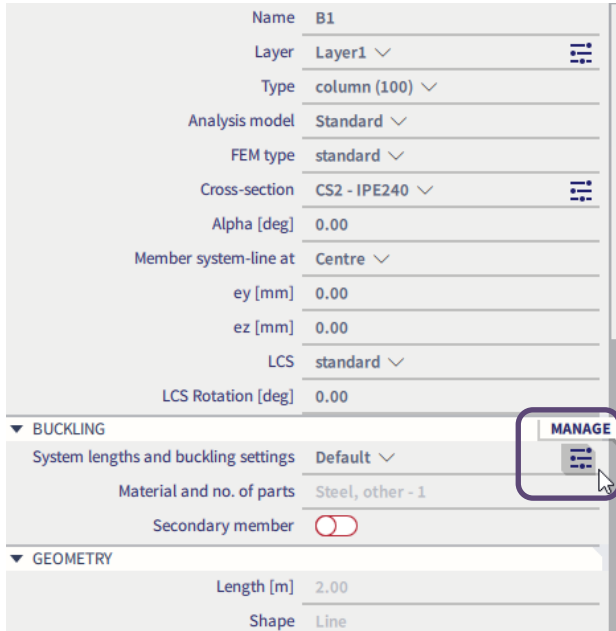 Name B1
Layer Layer1
Type column (100)
Analysis model Standard
FEM type standard
Cross-section CS2 - IPE240
Alpha [deg] 0.00
Member system-line at Centre
ey [mm] 0.00
ez [mm] 0.00
LCS standard
LCS Rotation [deg] 0.00
BUCKLING MANAGE
System lengths and buckling settings Default
Material and no. of parts Steel, other - 1
Secondary member
GEOMETRY
Length [m] 2.00
Shape Line